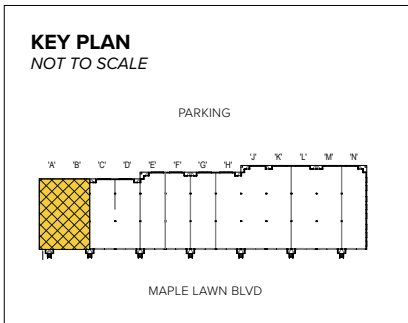 KEY PLAN
NOT TO SCALE
PARKING
'A' 'B' 'C' 'D' 'E' 'F' 'G' 'H' 'J' 'K' 'L' 'M' 'N'
MAPLE LAWN BLVD